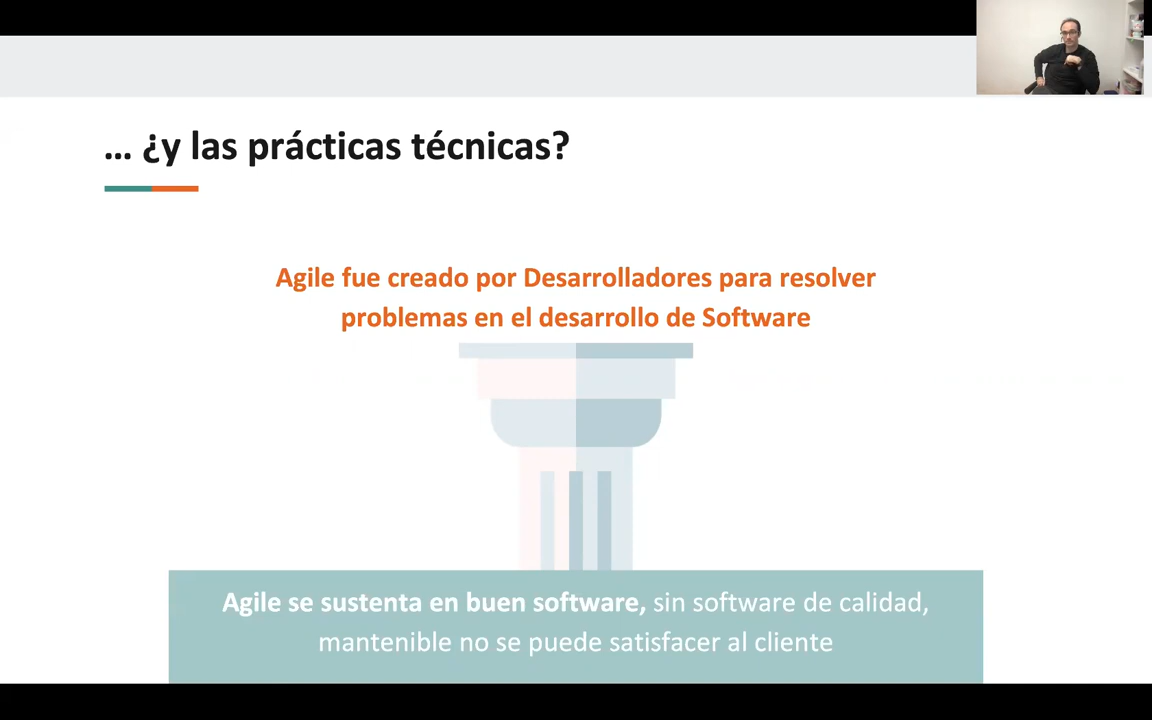 ... ¿y las prácticas técnicas?
Agile fue creado por Desarrolladores para resolver
problemas en el desarrollo de Software
Agile se sustenta en buen software, sin software de calidad,
mantenible no se puede satisfacer al cliente